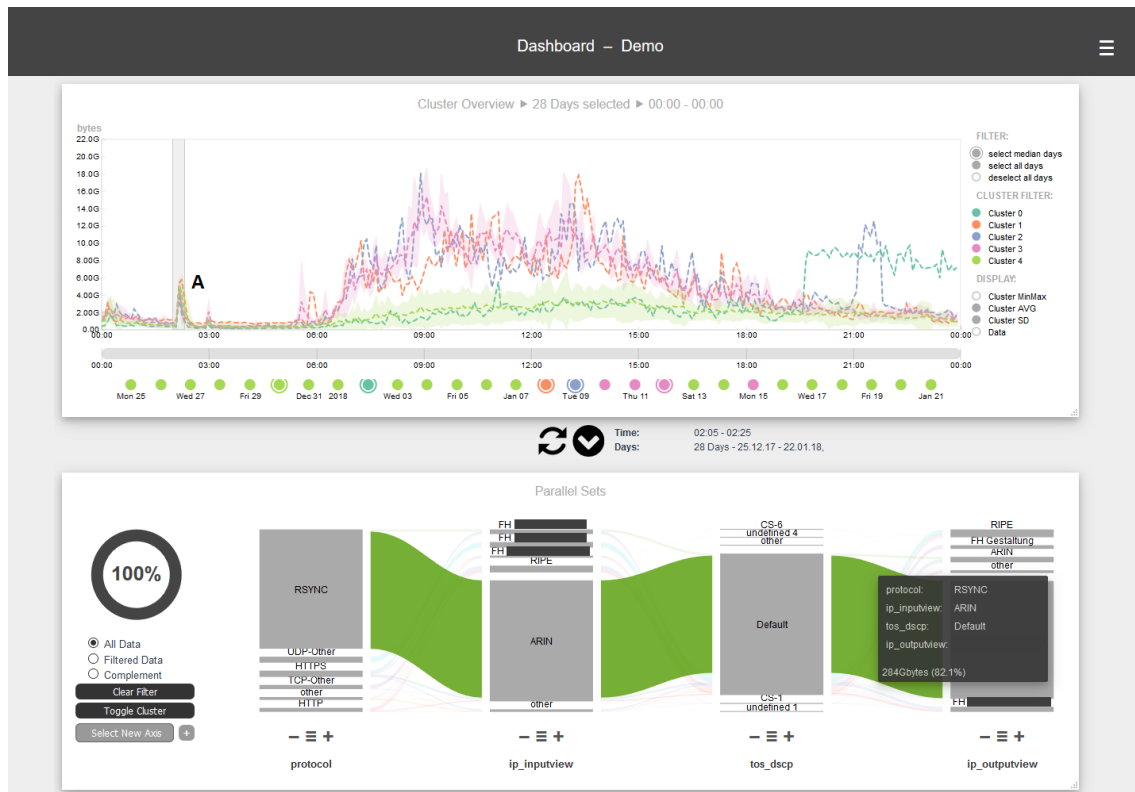 Dashboard – Demo
Cluster Overview ▶ 28 Days selected ▶ 00:00 - 00:00
bytes
22.0G
20.0G
18.0G
16.0G
14.0G
12.0G
10.0G
8.00G
6.00G
4.00G
2.00G
0.00
A
00:00 03:00 06:00 09:00 12:00 15:00 18:00 21:00 00:00
00:00 03:00 06:00 09:00 12:00 15:00 18:00 21:00 00:00
Mon 25 Wed 27 Fri 29 Dec 31 2018 Wed 03 Fri 05 Jan 07 Tue 09 Thu 11 Sat 13 Mon 15 Wed 17 Fri 19 Jan 21
FILTER:
select median days
select all days
deselect all days
CLUSTER FILTER:
Cluster 0
Cluster 1
Cluster 2
Cluster 3
Cluster 4
DISPLAY:
Cluster MinMax
Cluster AVG
Cluster SD
Data
Time: 02:05 - 02:25
Days: 28 Days - 25.12.17 - 22.01.18,
Parallel Sets
100%
All Data
Filtered Data
Complement
Clear Filter
Toggle Cluster
Select New Axis +
RSYNC
UDP-Other
HTTPS
TCP-Other
other
HTTP
protocol
FH
FH
FH
RIPE
ARIN
other
ip_inputview
CS-6
undefined 4
other
Default
CS-1
undefined 1
tos_dscp
RIPE
FH Gestaltung
ARIN
other
FH
ip_outputview
protocol: RSYNC
ip_inputview: ARIN
tos_dscp: Default
ip_outputview:
284Gbytes (82.1%)